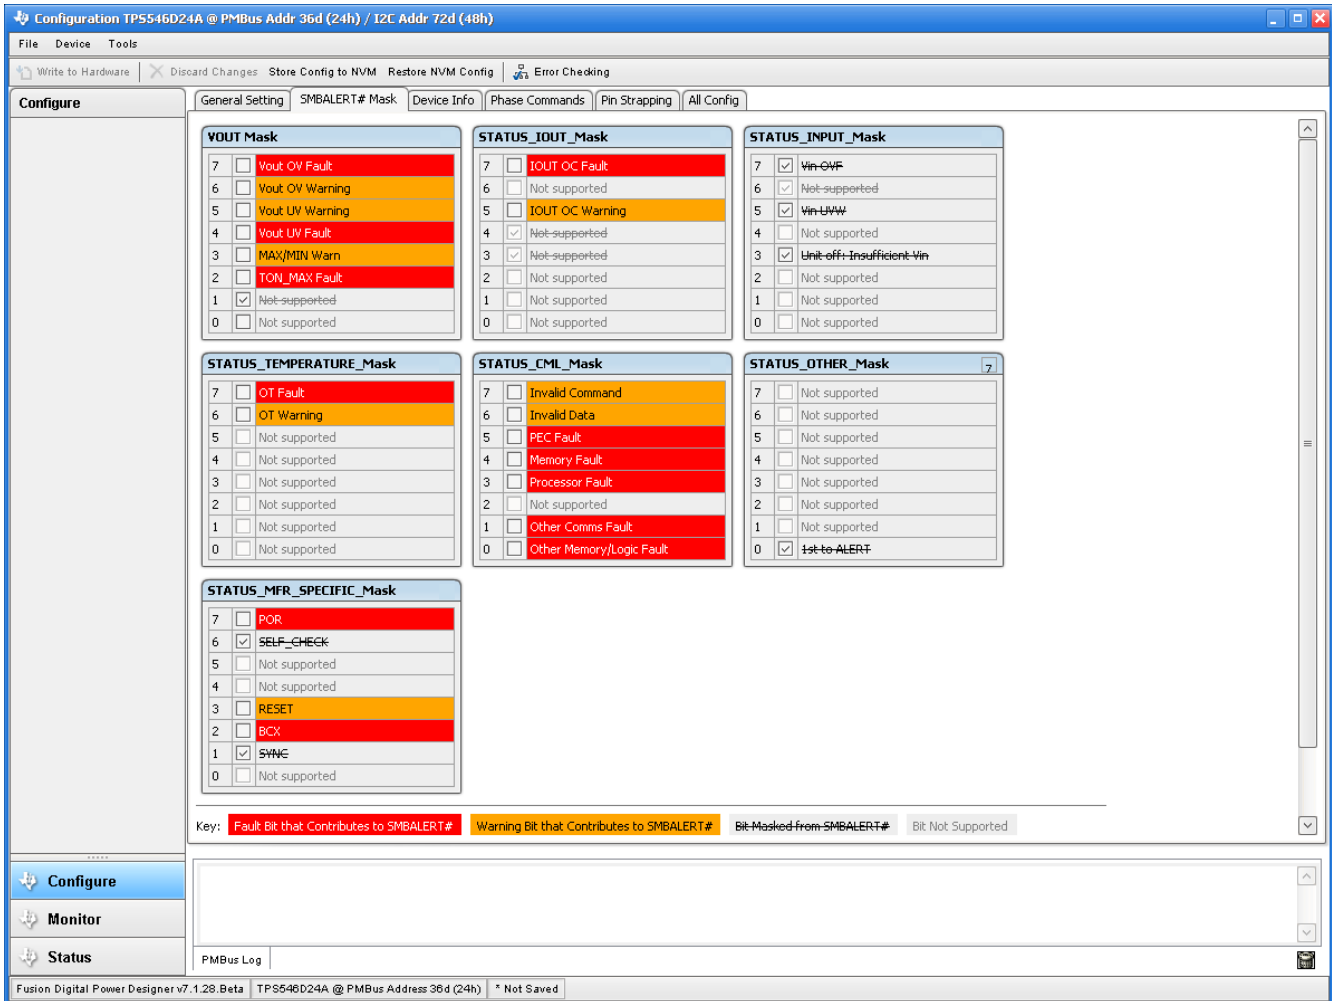 Configuration TPS546D24A @ PMBus Addr 36d (24h) / I2C Addr 72d (48h)
File Device Tools
Write to Hardware Discard Changes Store Config to NVM Restore NVM Config Error Checking
Configure
General Setting SMBALERT# Mask Device Info Phase Commands Pin Strapping All Config
VOUT Mask
7 Vout OV Fault
6 Vout OV Warning
5 Vout UV Warning
4 Vout UV Fault
3 MAX/MIN Warn
2 TON_MAX Fault
1 Not supported
0 Not supported
STATUS_IOUT_Mask
7 IOUT OC Fault
6 Not supported
5 IOUT OC Warning
4 Not supported
3 Not supported
2 Not supported
1 Not supported
0 Not supported
STATUS_INPUT_Mask
7 Vin OVF
6 Not supported
5 Vin UVW
4 Not supported
3 Unit off: Insufficient Vin
2 Not supported
1 Not supported
0 Not supported
STATUS_TEMPERATURE_Mask
7 OT Fault
6 OT Warning
5 Not supported
4 Not supported
3 Not supported
2 Not supported
1 Not supported
0 Not supported
STATUS_CML_Mask
7 Invalid Command
6 Invalid Data
5 PEC Fault
4 Memory Fault
3 Processor Fault
2 Not supported
1 Other Comms Fault
0 Other Memory/Logic Fault
STATUS_OTHER_Mask 7
7 Not supported
6 Not supported
5 Not supported
4 Not supported
3 Not supported
2 Not supported
1 Not supported
0 1st to ALERT
STATUS_MFR_SPECIFIC_Mask
7 POR
6 SELF_CHECK
5 Not supported
4 Not supported
3 RESET
2 BCX
1 SYNC
0 Not supported
Key: Fault Bit that Contributes to SMBALERT# Warning Bit that Contributes to SMBALERT# Bit Masked from SMBALERT# Bit Not Supported
Configure
Monitor
Status
PMBus Log
Fusion Digital Power Designer v7.1.28.Beta TPS546D24A @ PMBus Address 36d (24h) * Not Saved